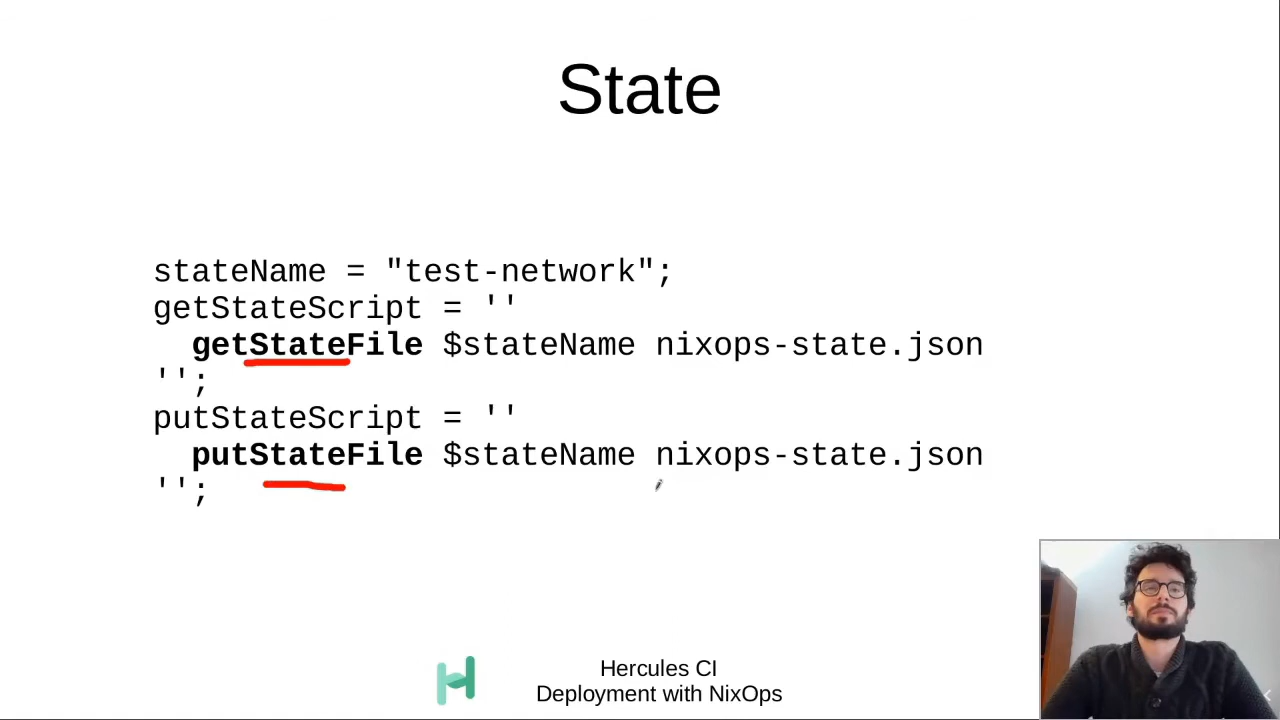 State
stateName = "test-network";
getStateScript = ''
getStateFile $stateName nixops-state.json
'';
putStateScript = ''
putStateFile $stateName nixops-state.json
'';
Hercules CI
Deployment with NixOps